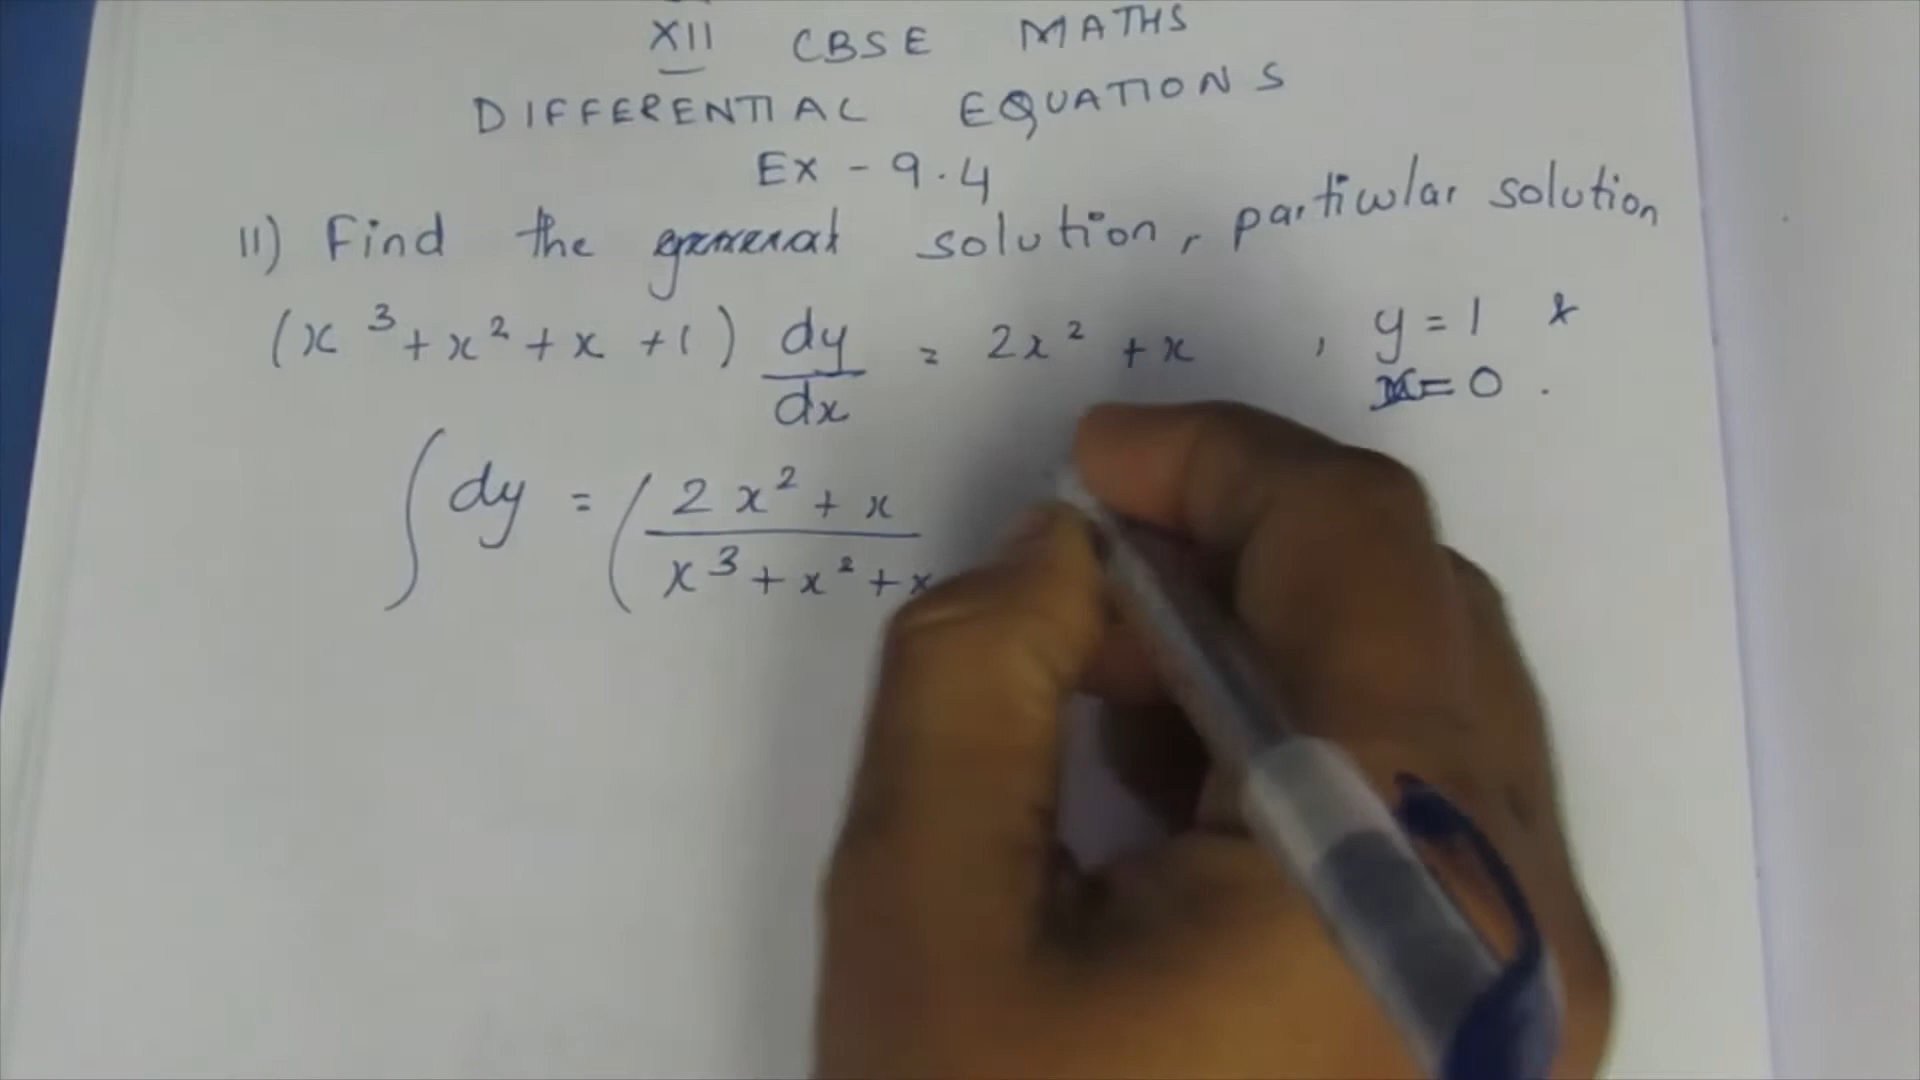 XII CBSE MATHS
DIFFERENTIAL EQUATIONS
EX - 9.4
11) Find the general solution, particular solution
(x³ + x² + x + 1) dy/dx = 2x² + x , y = 1 &
x = 0 .
∫ dy = ( 2x² + x / x³ + x² + x